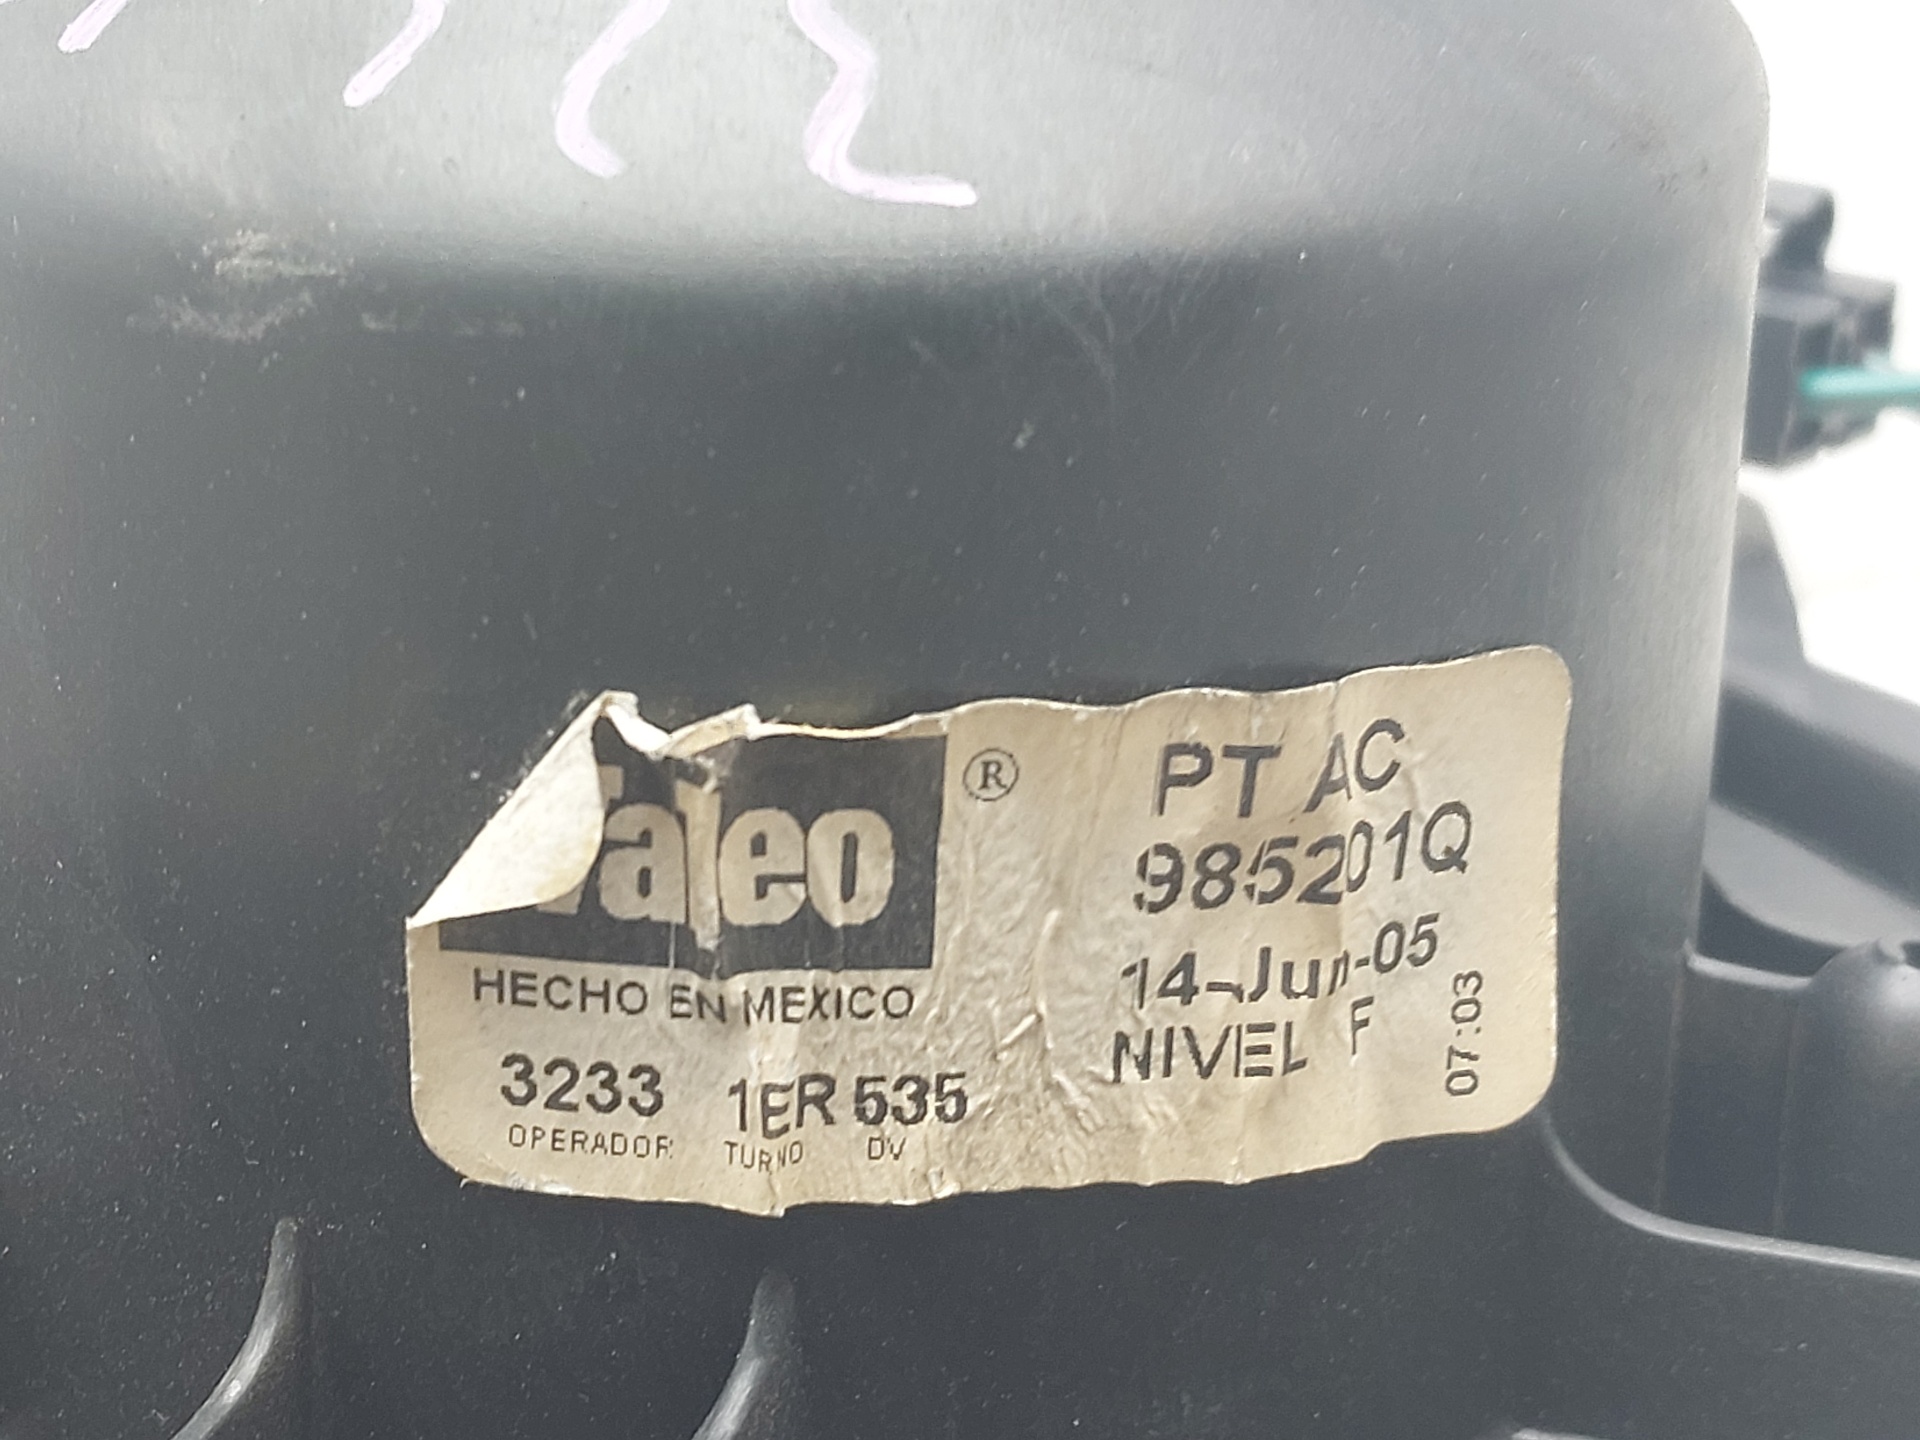 Valeo ®
HECHO EN MEXICO
3233 1ER 535
OPERADOR TURNO DV
PT AC
985201Q
14-Jun-05
NIVEL F
07:03